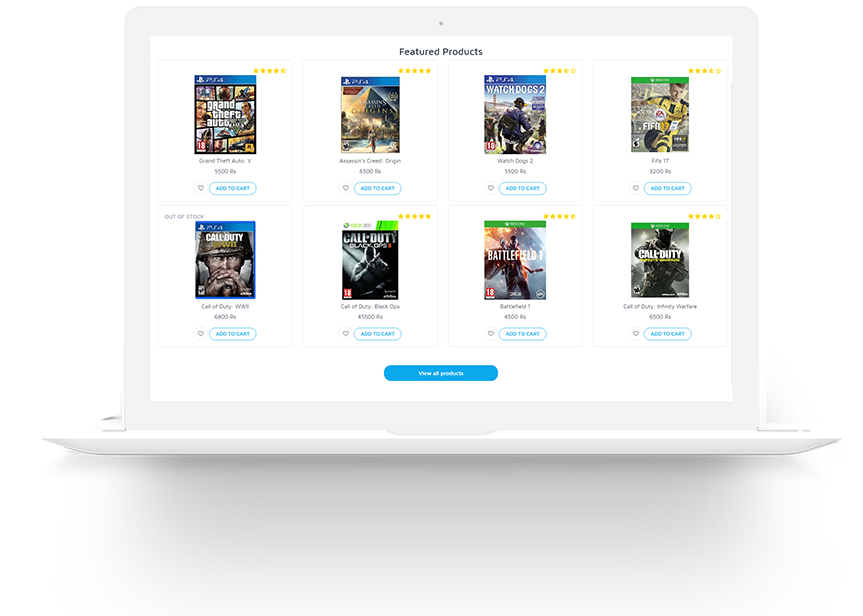 Featured Products
PS4
grand
theft
auto
V
18
Grand Theft Auto: V
5500 Rs
ADD TO CART
PS4
ASSASSIN'S
CREED
ORIGINS
Assassin's Creed: Origin
6500 Rs
ADD TO CART
PS4
WATCH DOGS 2
18
Watch Dogs 2
5500 Rs
ADD TO CART
XBOX ONE
EA
FIFA 17
Fifa 17
3200 Rs
ADD TO CART
OUT OF STOCK
PS4
CALL OF DUTY
WWII
Call of Duty: WWII
6800 Rs
ADD TO CART
XBOX 360
CALL OF DUTY
BLACK OPS II
18
Call of Duty: Black Ops
45500 Rs
ADD TO CART
XBOX ONE
BATTLEFIELD 1
18
EA
Battlefield 1
4500 Rs
ADD TO CART
XBOX ONE
CALL OF DUTY
INFINITE WARFARE
Call of Duty: Infinity Warfare
6500 Rs
ADD TO CART
View all products